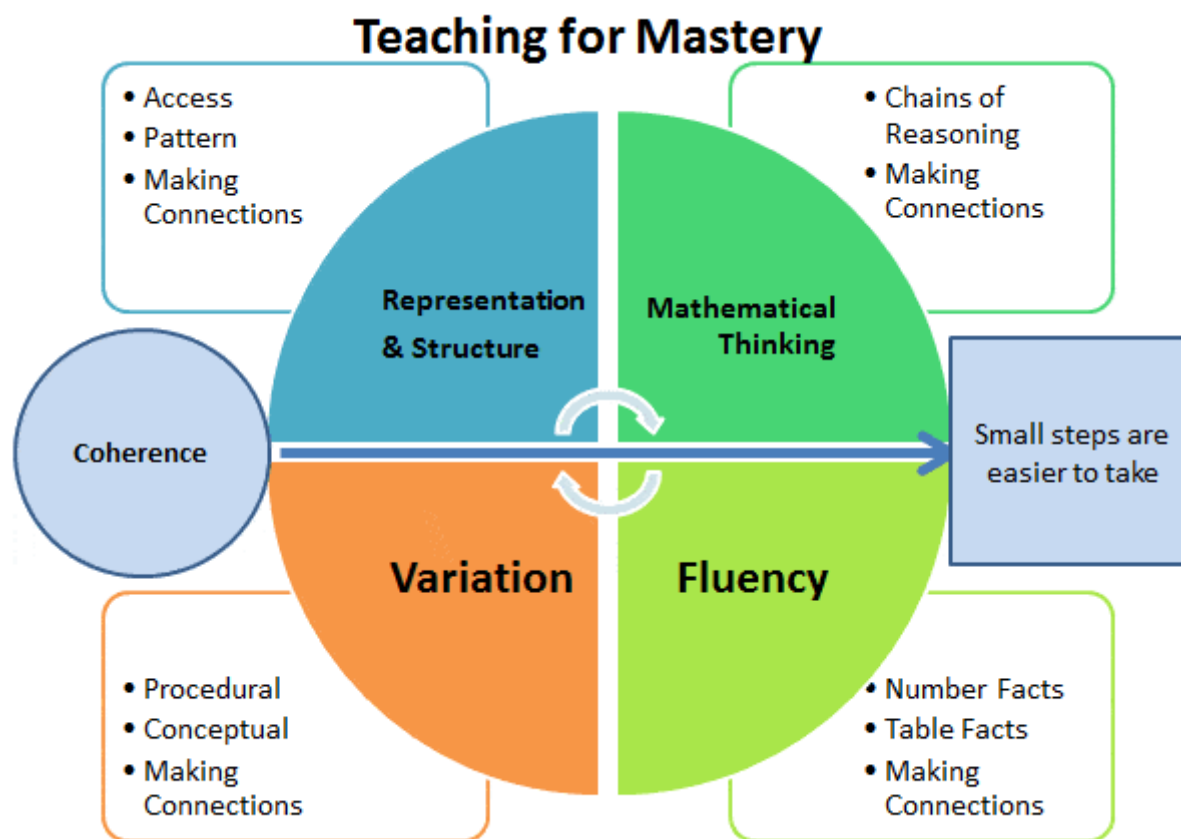 Teaching for Mastery
• Access
• Pattern
• Making
Connections
• Chains of
Reasoning
• Making
Connections
Representation
& Structure
Mathematical
Thinking
Coherence
Small steps are
easier to take
Variation
Fluency
• Procedural
• Conceptual
• Making
Connections
• Number Facts
• Table Facts
• Making
Connections